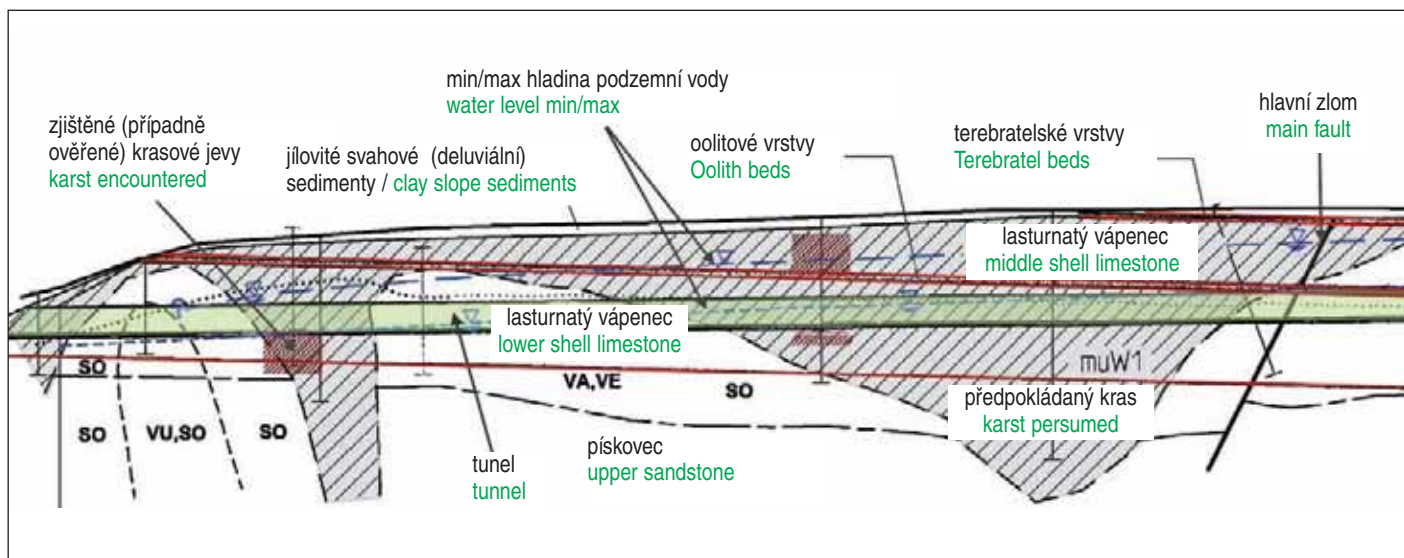 min/max hladina podzemní vody
water level min/max
zjištěné (případně
ověřené) krasové jevy
karst encountered
jílovité svahové (deluviální)
sedimenty / clay slope sediments
oolitové vrstvy
Oolith beds
terebratelské vrstvy
Terebratel beds
hlavní zlom
main fault
lasturnatý vápenec
middle shell limestone
lasturnatý vápenec
lower shell limestone
SO
VA,VE
SO
muW1
předpokládaný kras
karst persumed
SO
VU,SO
SO
tunel
tunnel
pískovec
upper sandstone